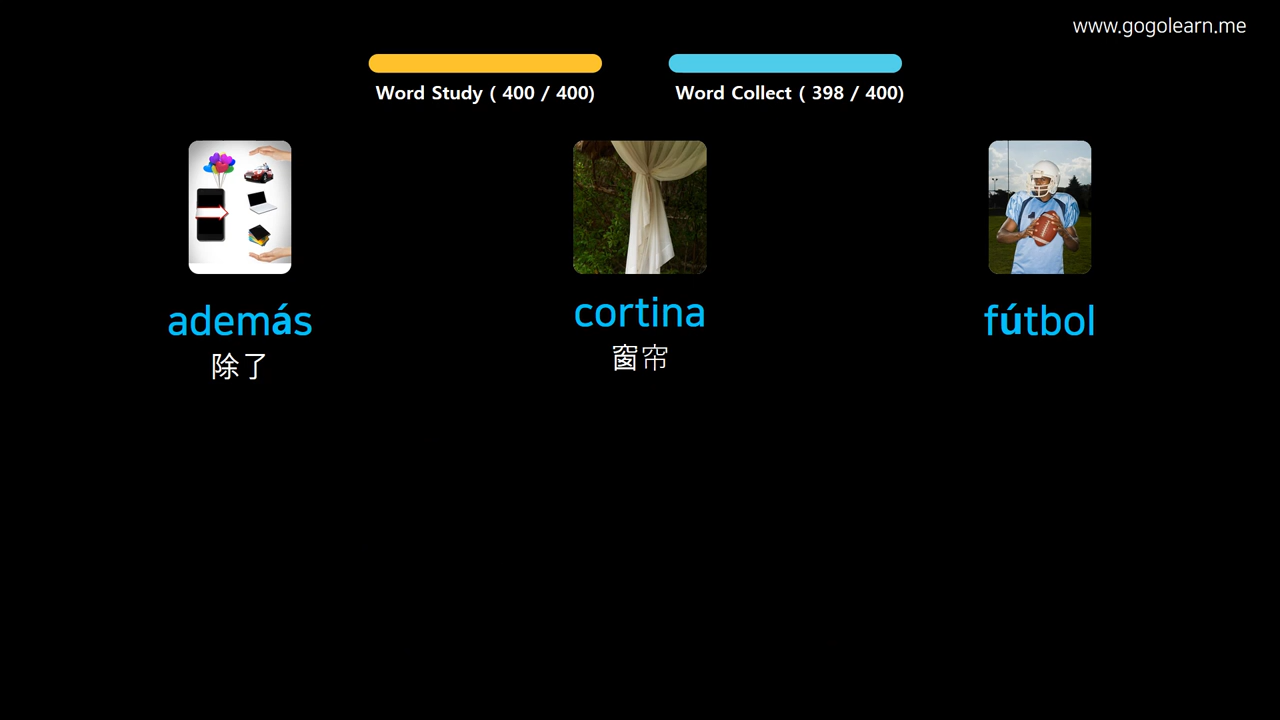 www.gogolearn.me
Word Study ( 400 / 400)
Word Collect ( 398 / 400)
además
除了
cortina
窗帘
fútbol